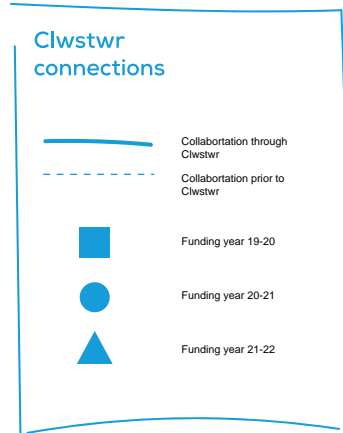 Clwstwr
connections
Collabortation through
Clwstwr
Collabortation prior to
Clwstwr
Funding year 19-20
Funding year 20-21
Funding year 21-22